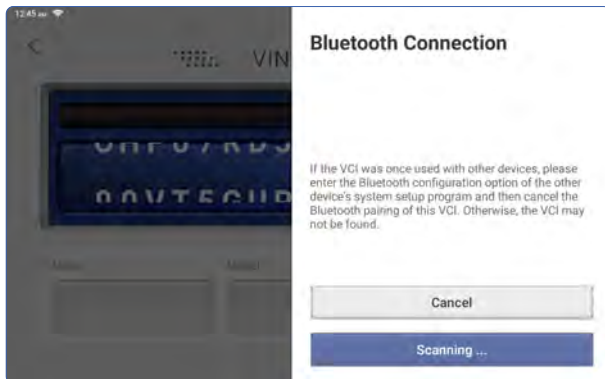 12:45 AM
VIN
Bluetooth Connection
If the VCI was once used with other devices, please
enter the Bluetooth configuration option of the other
device's system setup program and then cancel the
Bluetooth pairing of this VCI. Otherwise, the VCI may
not be found.
Cancel
Scanning ...